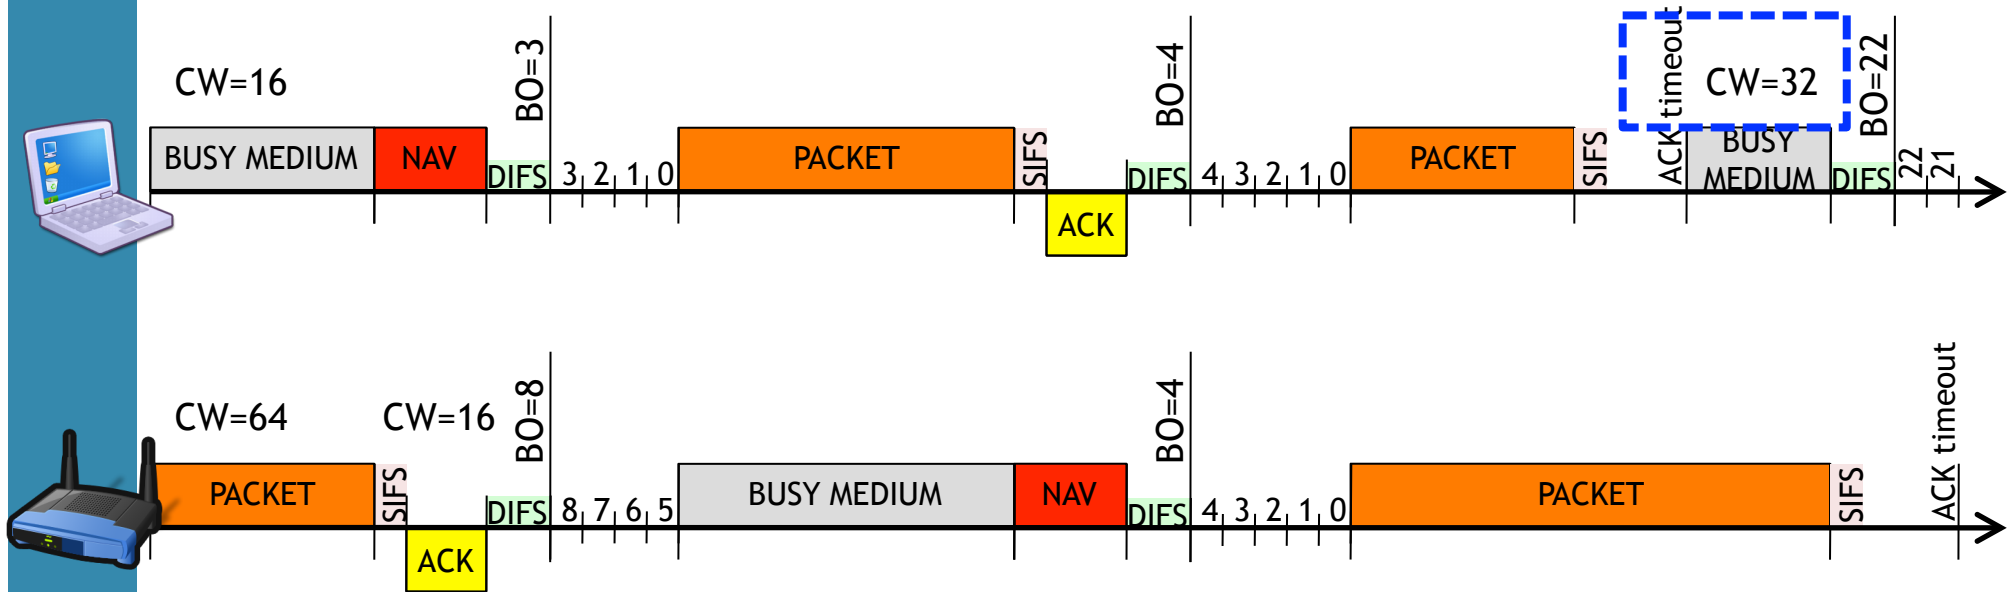 CW=16
BUSY MEDIUM
NAV
DIFS
BO=3
3 2 1 0
PACKET
SIFS
ACK
DIFS
BO=4
4 3 2 1 0
PACKET
SIFS
ACK timeout
CW=32
BUSY
MEDIUM
DIFS
BO=22
22
21
CW=64
PACKET
SIFS
ACK
CW=16
DIFS
BO=8
8 7 6 5
BUSY MEDIUM
NAV
DIFS
BO=4
4 3 2 1 0
PACKET
SIFS
ACK timeout